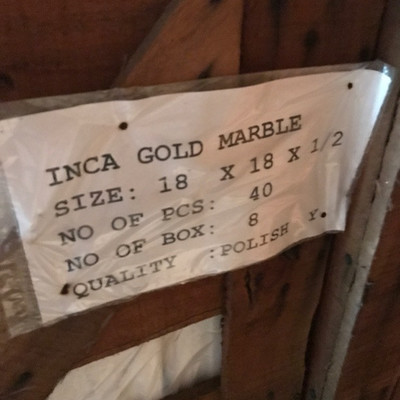 INCA GOLD MARBLE
SIZE: 18 X 18 X 1/2
NO OF PCS: 40
NO OF BOX: 8
QUALITY :POLISH Y